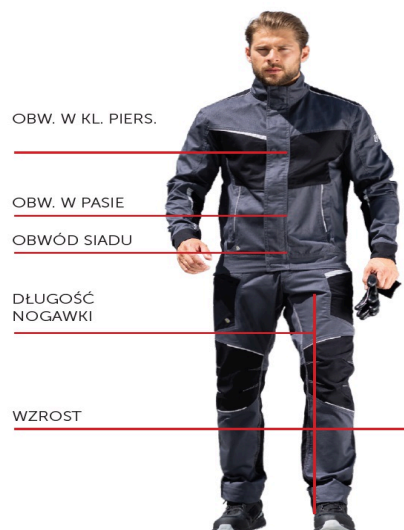 OBW. W KL. PIERS.
OBW. W PASIE
OBWÓD SIADU
DŁUGOŚĆ
NOGAWKI
WZROST